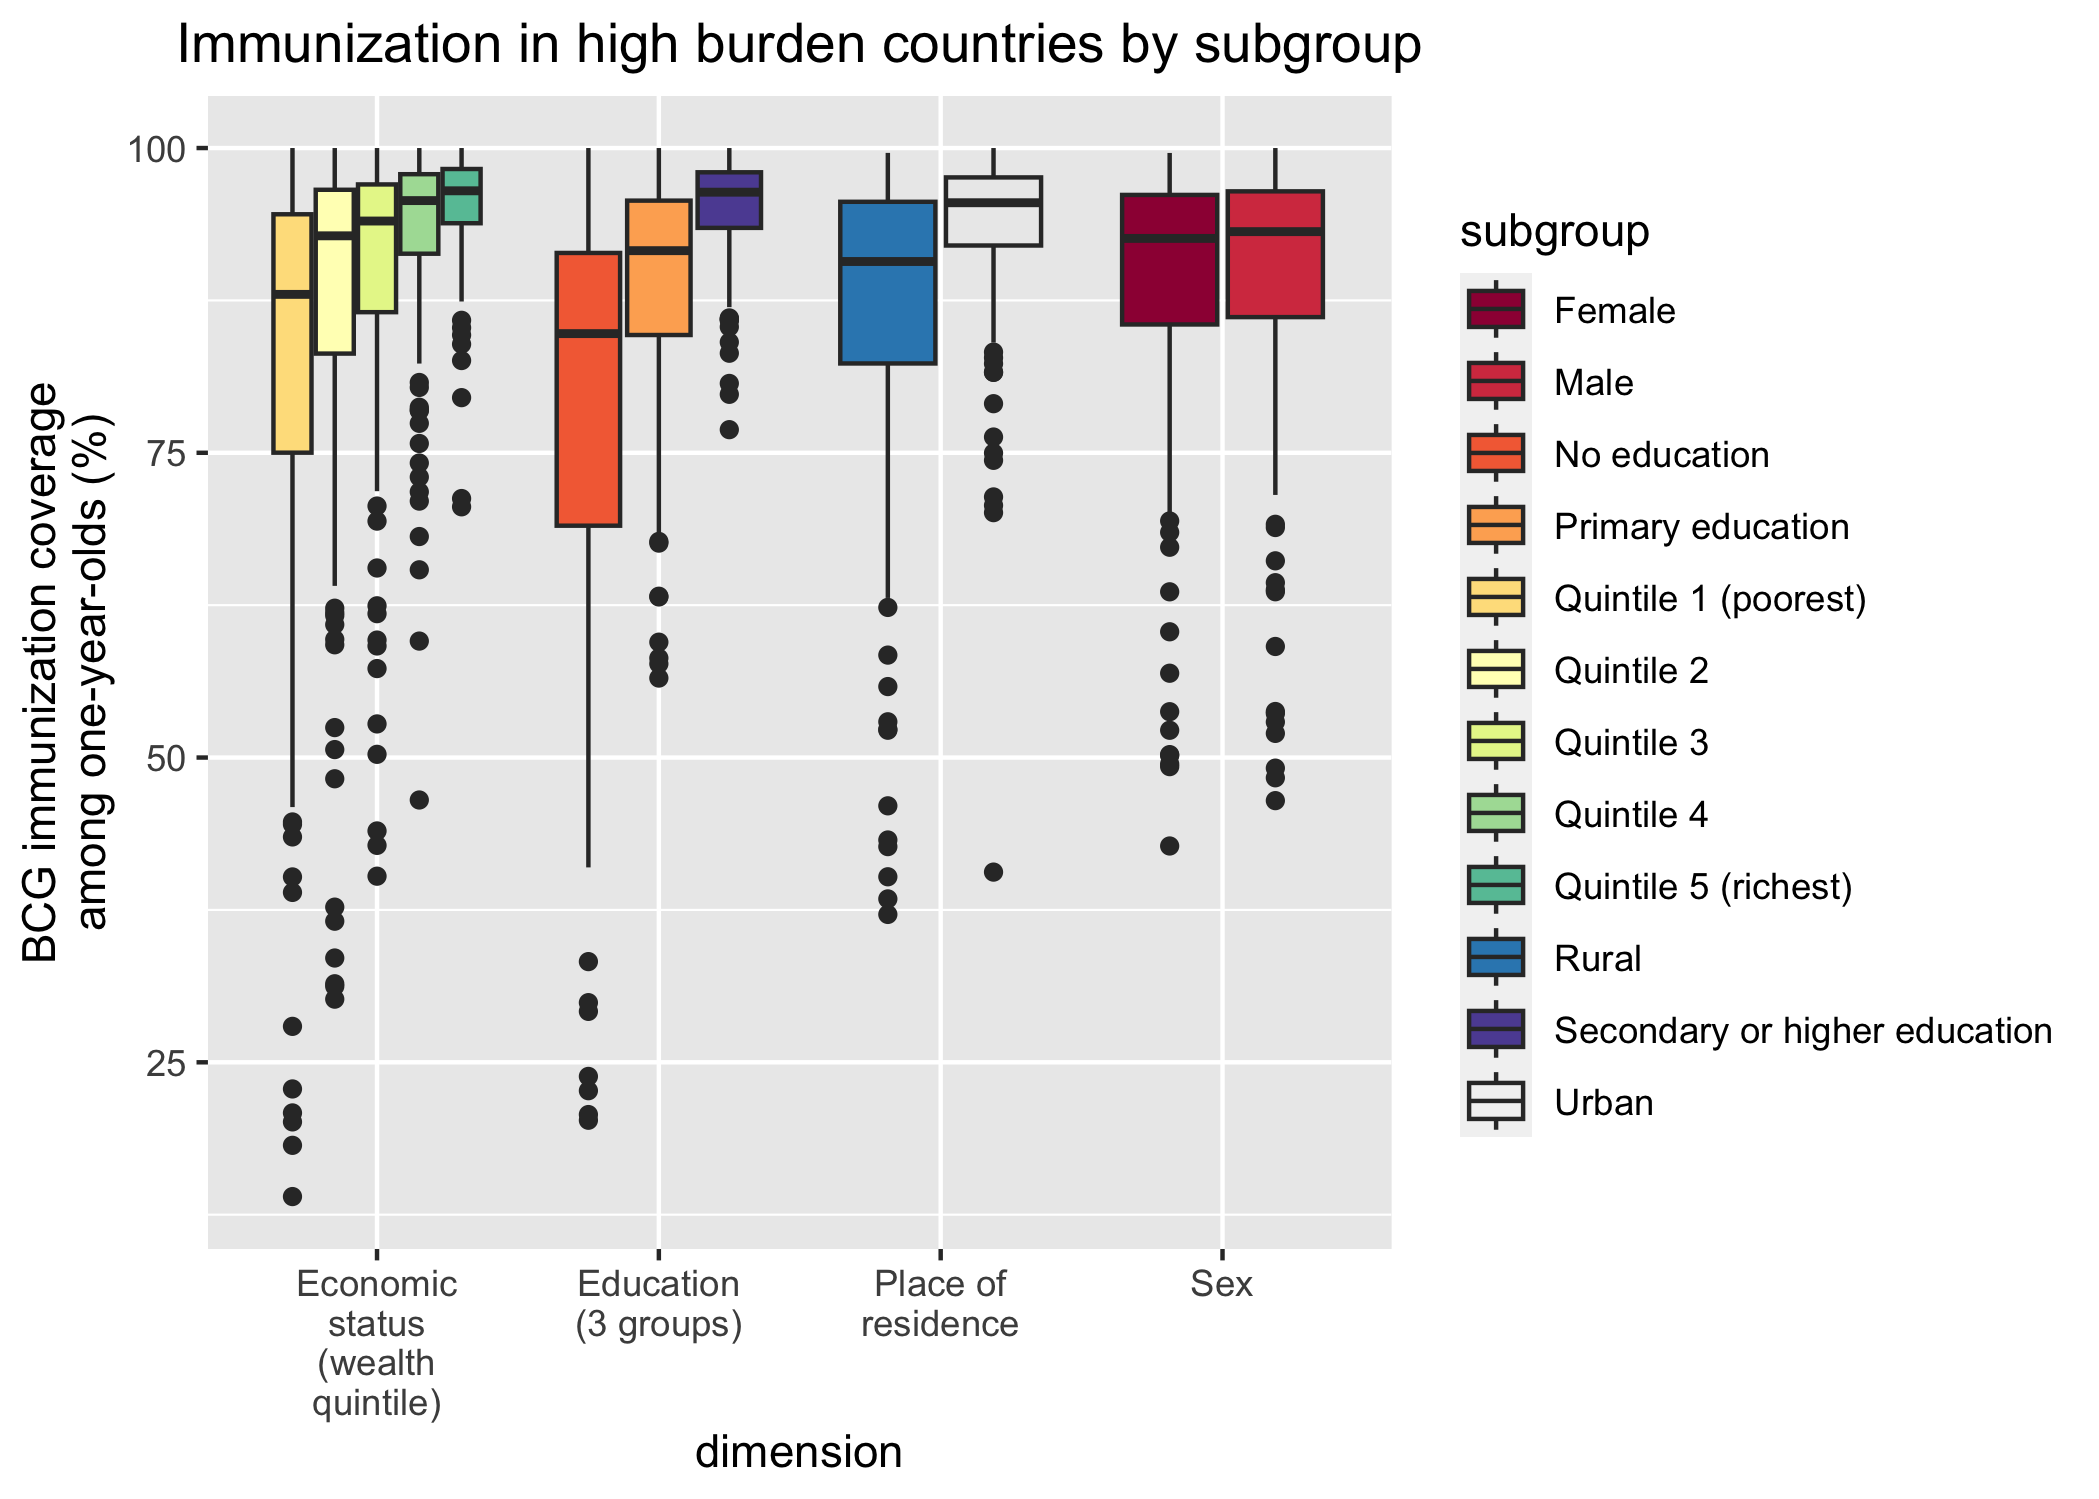 Immunization in high burden countries by subgroup
BCG immunization coverage
among one-year-olds (%)
100
75
50
25
Economic
status
(wealth
quintile)
Education
(3 groups)
Place of
residence
Sex
dimension
subgroup
Female
Male
No education
Primary education
Quintile 1 (poorest)
Quintile 2
Quintile 3
Quintile 4
Quintile 5 (richest)
Rural
Secondary or higher education
Urban